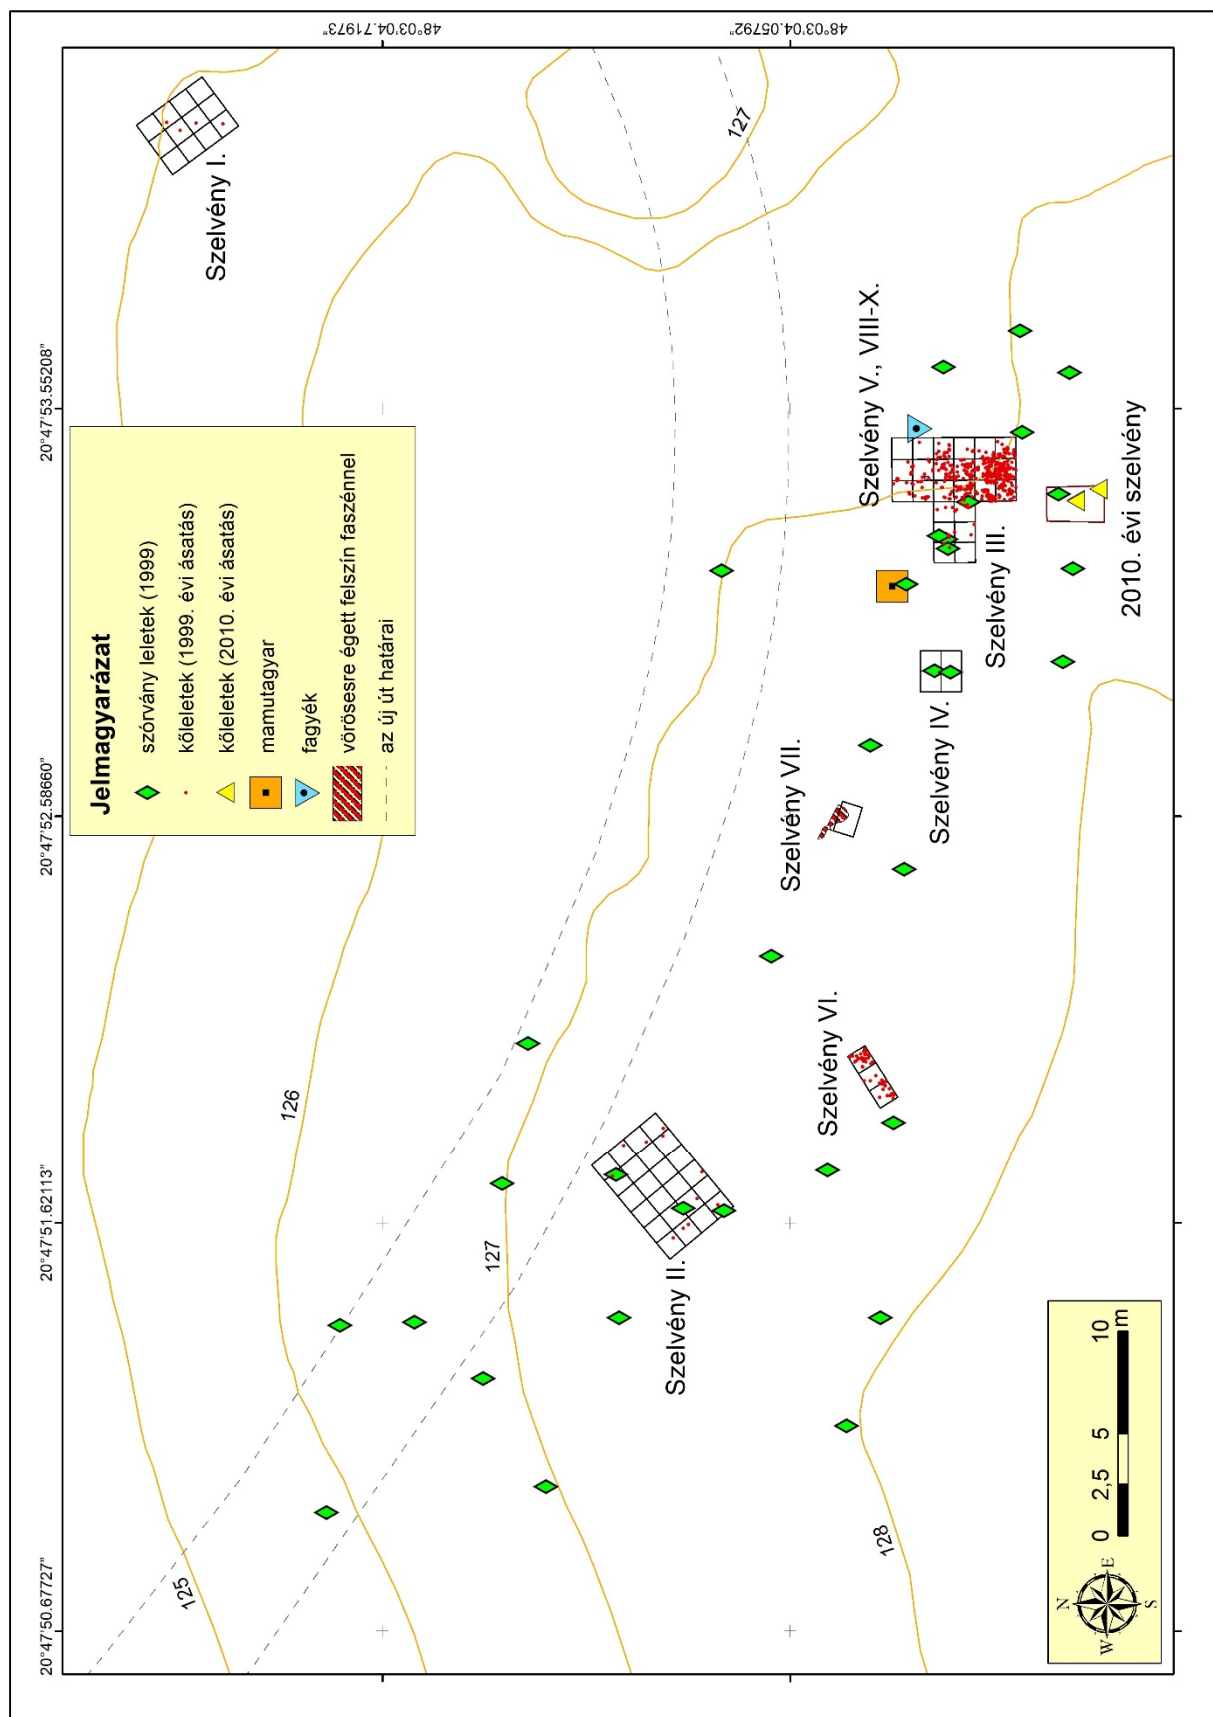 20°47'50.67727"
20°47'51.62113"
20°47'52.58660"
20°47'53.55208"
48°03'04.71973"
48°03'04.05792"
Jelmagyarázat
szórvány leletek (1999)
kőleletek (1999. évi ásatás)
kőleletek (2010. évi ásatás)
mamutagyar
fagyék
vörösesre égett felszín faszénnel
az új út határai
Szelvény I.
125
126
127
127
128
Szelvény II.
Szelvény VI.
Szelvény VII.
Szelvény IV.
Szelvény III.
Szelvény V., VIII-X.
2010. évi szelvény
N
W E
S
0 2,5 5 10
m